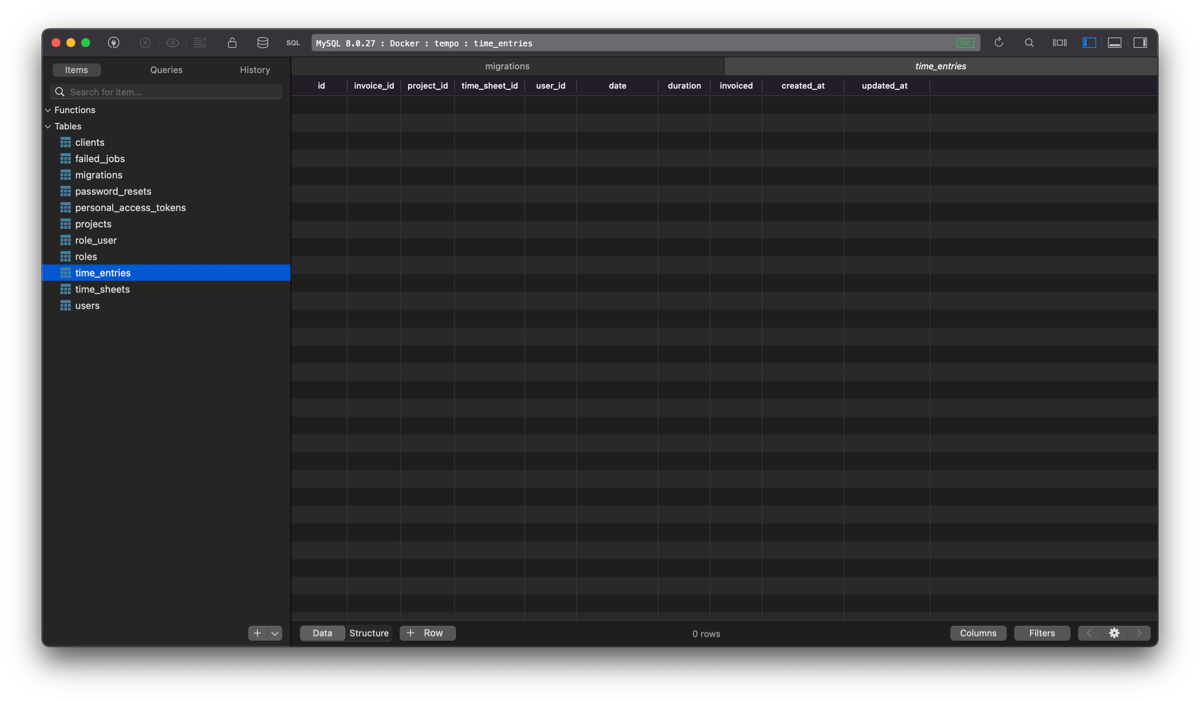 SQL
MySQL 8.0.27 : Docker : tempo : time_entries
Items Queries History
migrations time_entries
Search for item...
id invoice_id project_id time_sheet_id user_id date duration invoiced created_at updated_at
Functions
Tables
clients
failed_jobs
migrations
password_resets
personal_access_tokens
projects
role_user
roles
time_entries
time_sheets
users
Data Structure + Row 0 rows Columns Filters